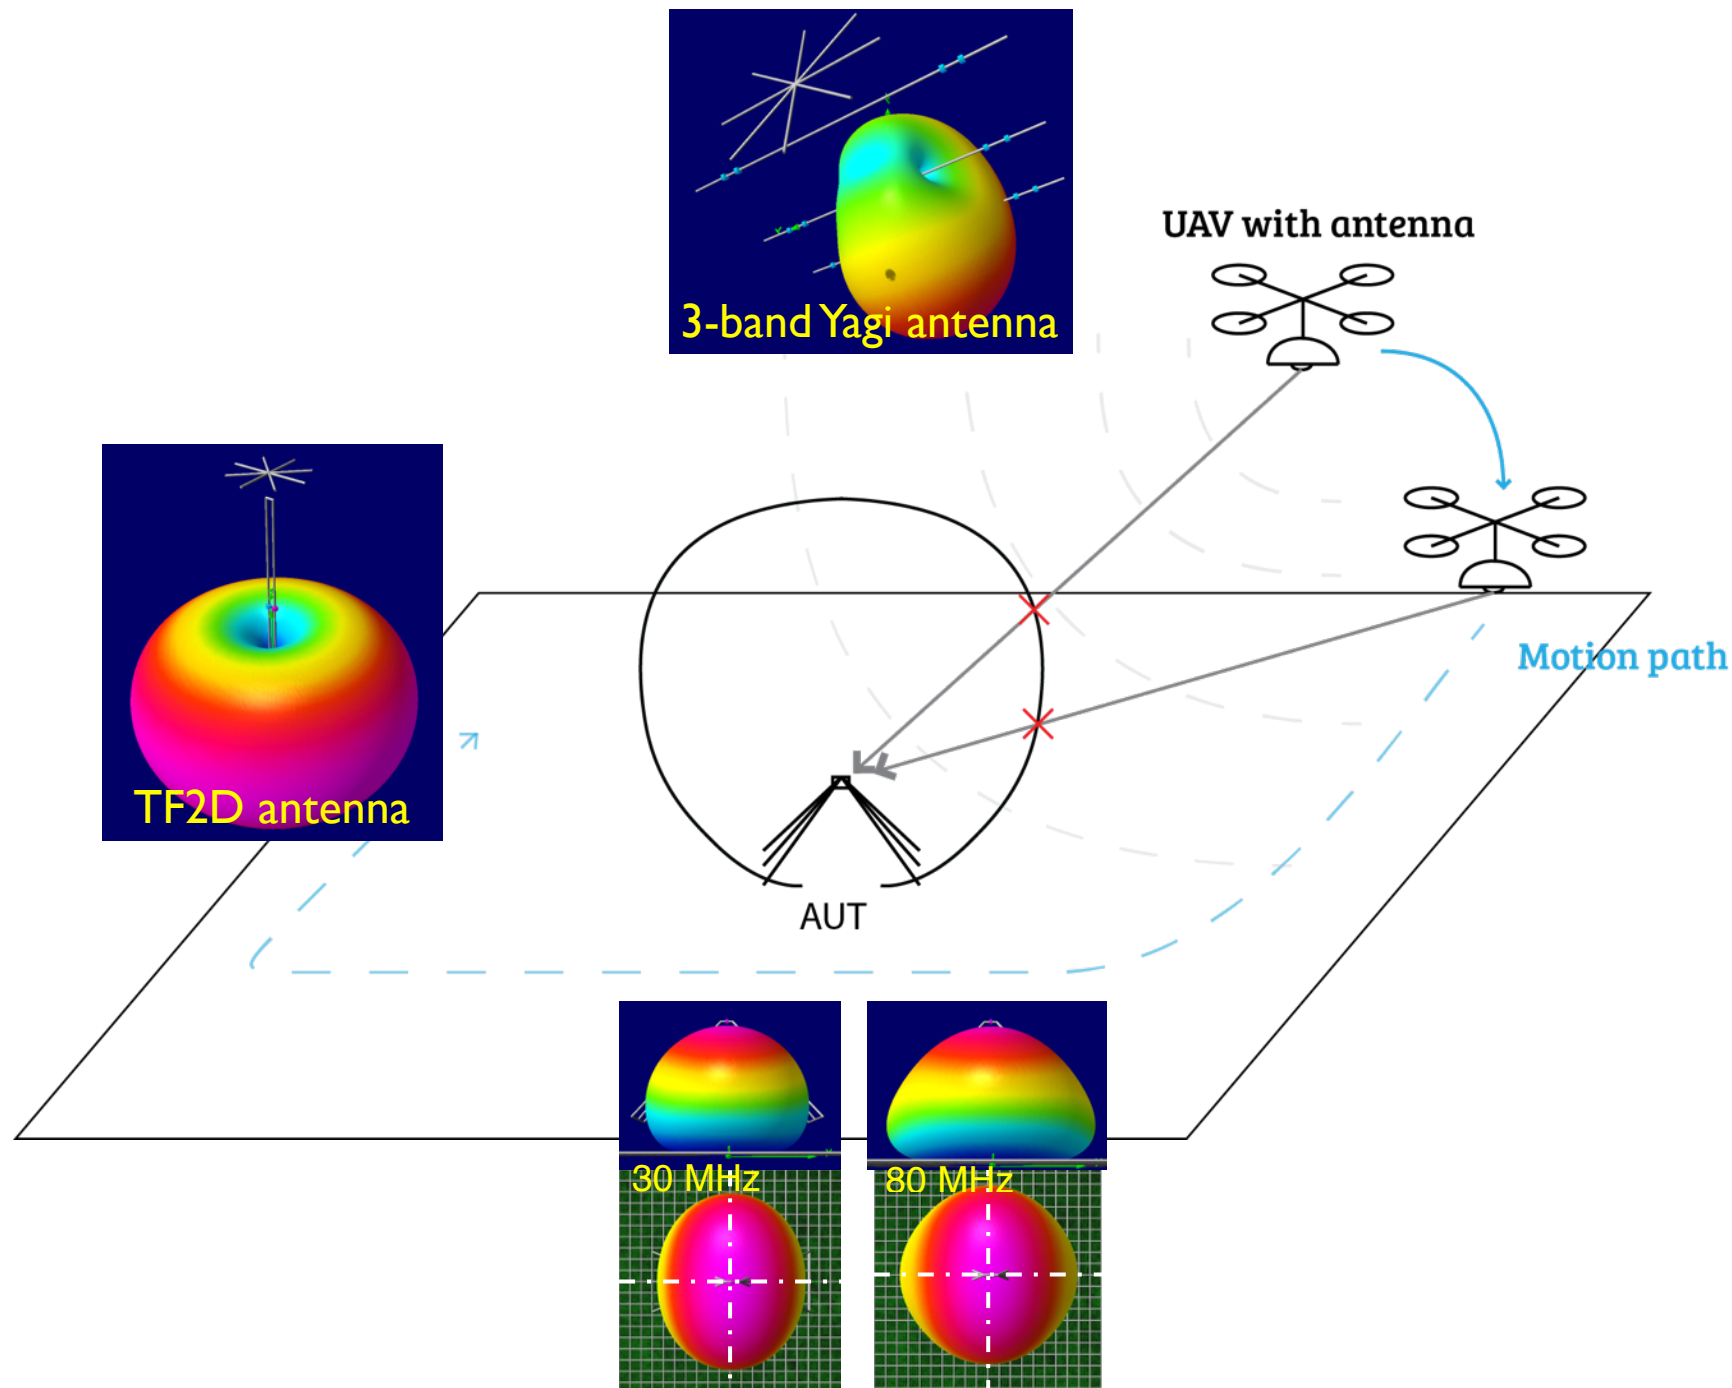 3-band Yagi antenna
UAV with antenna
Motion path
TF2D antenna
AUT
30 MHz
80 MHz